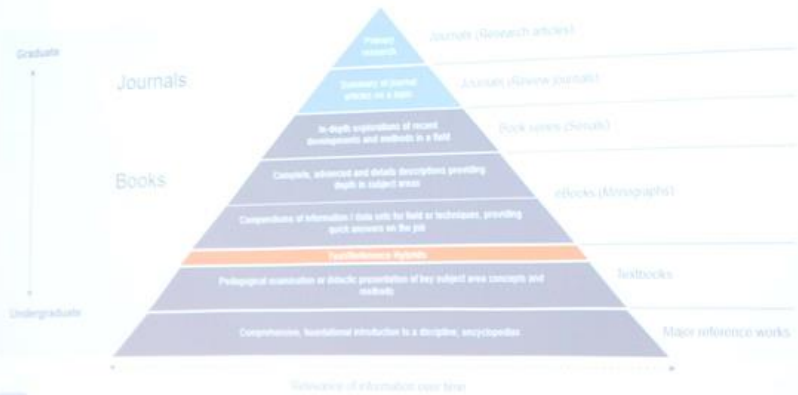 Graduate
Journals
Books
Undergraduate
Primary
research
Summary of journal
articles on a topic
In-depth explorations of recent
developments and methods in a field
Complete, advanced and details descriptions providing
depth in subject areas
Compendiums of information / data sets for field or techniques, providing
quick answers on the job
Text/Reference Hybrids
Pedagogical examination or didactic presentation of key subject area concepts and
methods
Comprehensive, foundational introduction to a discipline, encyclopedias
Journals (Research articles)
Journals (Review journals)
Book series (Serials)
eBooks (Monographs)
Textbooks
Major reference works
Relevance of information over time